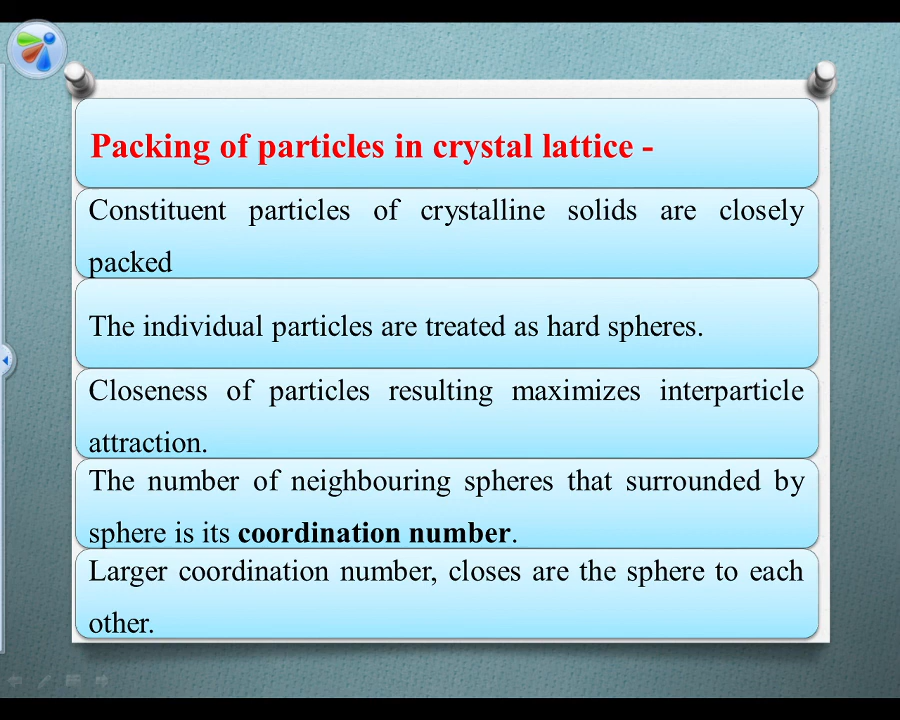 Packing of particles in crystal lattice -
Constituent particles of crystalline solids are closely
packed
The individual particles are treated as hard spheres.
Closeness of particles resulting maximizes interparticle
attraction.
The number of neighbouring spheres that surrounded by
sphere is its coordination number.
Larger coordination number, closes are the sphere to each
other.